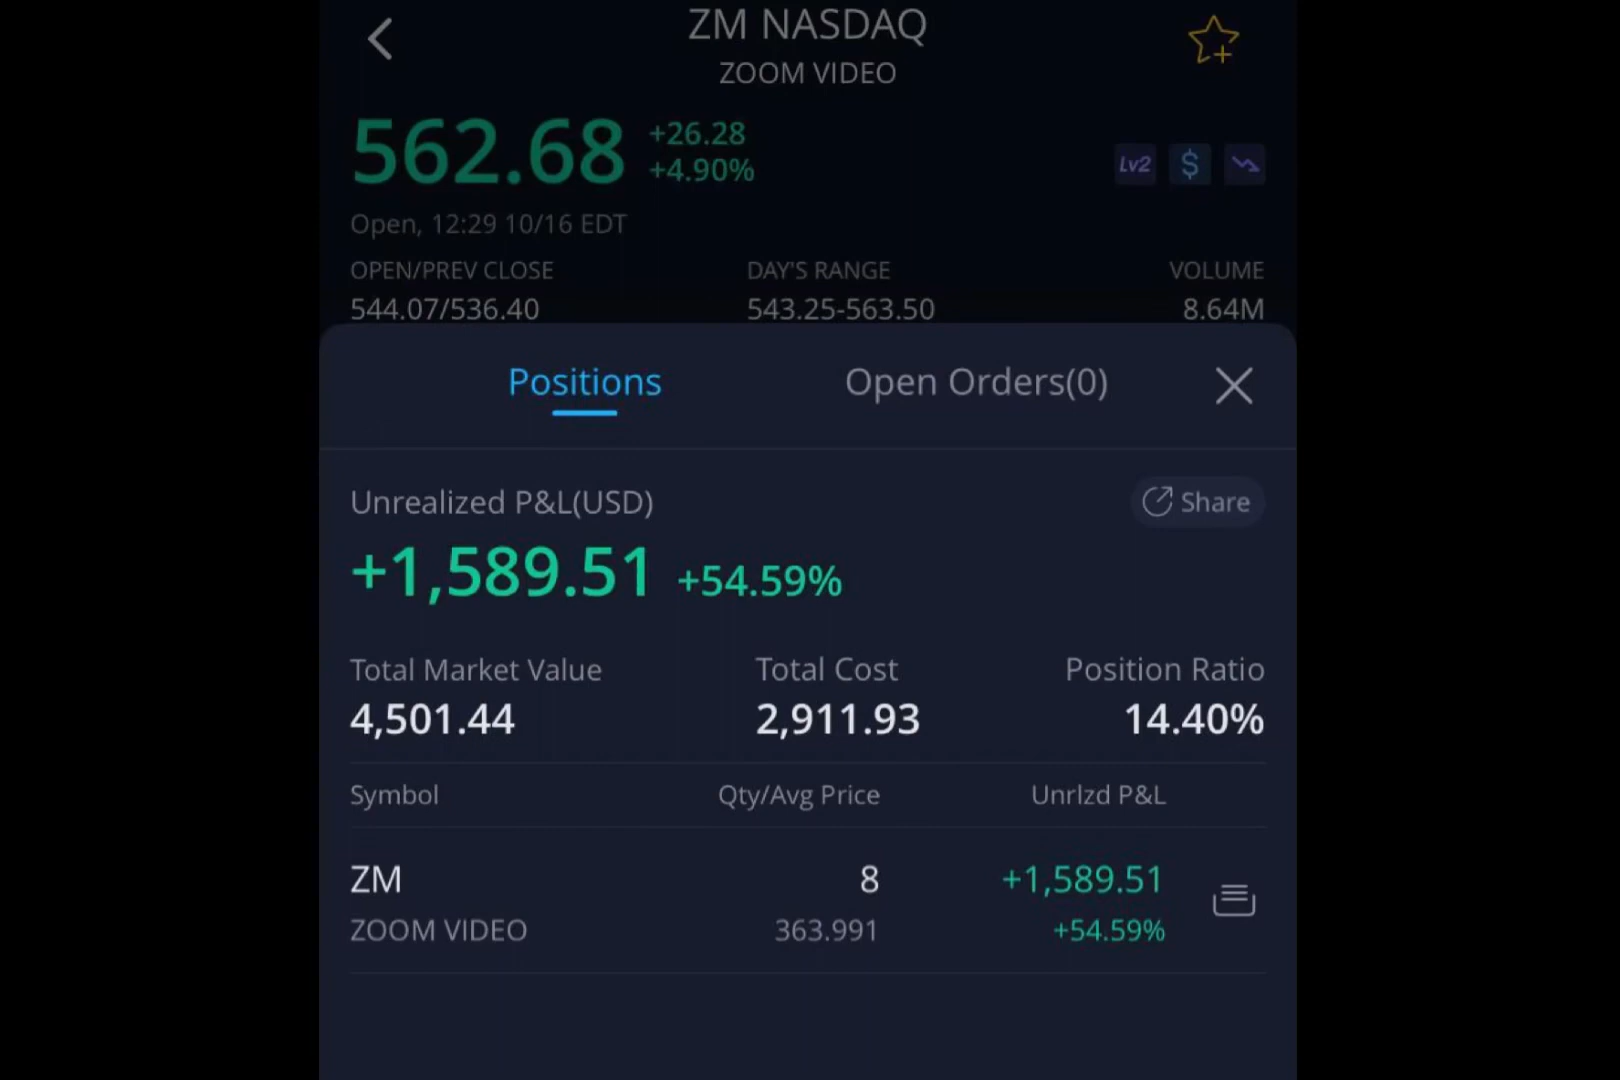 ZM NASDAQ
ZOOM VIDEO
562.68 +26.28
+4.90%
Lv2 $
Open, 12:29 10/16 EDT
OPEN/PREV CLOSE DAY'S RANGE VOLUME
544.07/536.40 543.25-563.50 8.64M
Positions Open Orders(0)
Unrealized P&L(USD) Share
+1,589.51 +54.59%
Total Market Value Total Cost Position Ratio
4,501.44 2,911.93 14.40%
Symbol Qty/Avg Price Unrlzd P&L
ZM 8 +1,589.51
ZOOM VIDEO 363.991 +54.59%